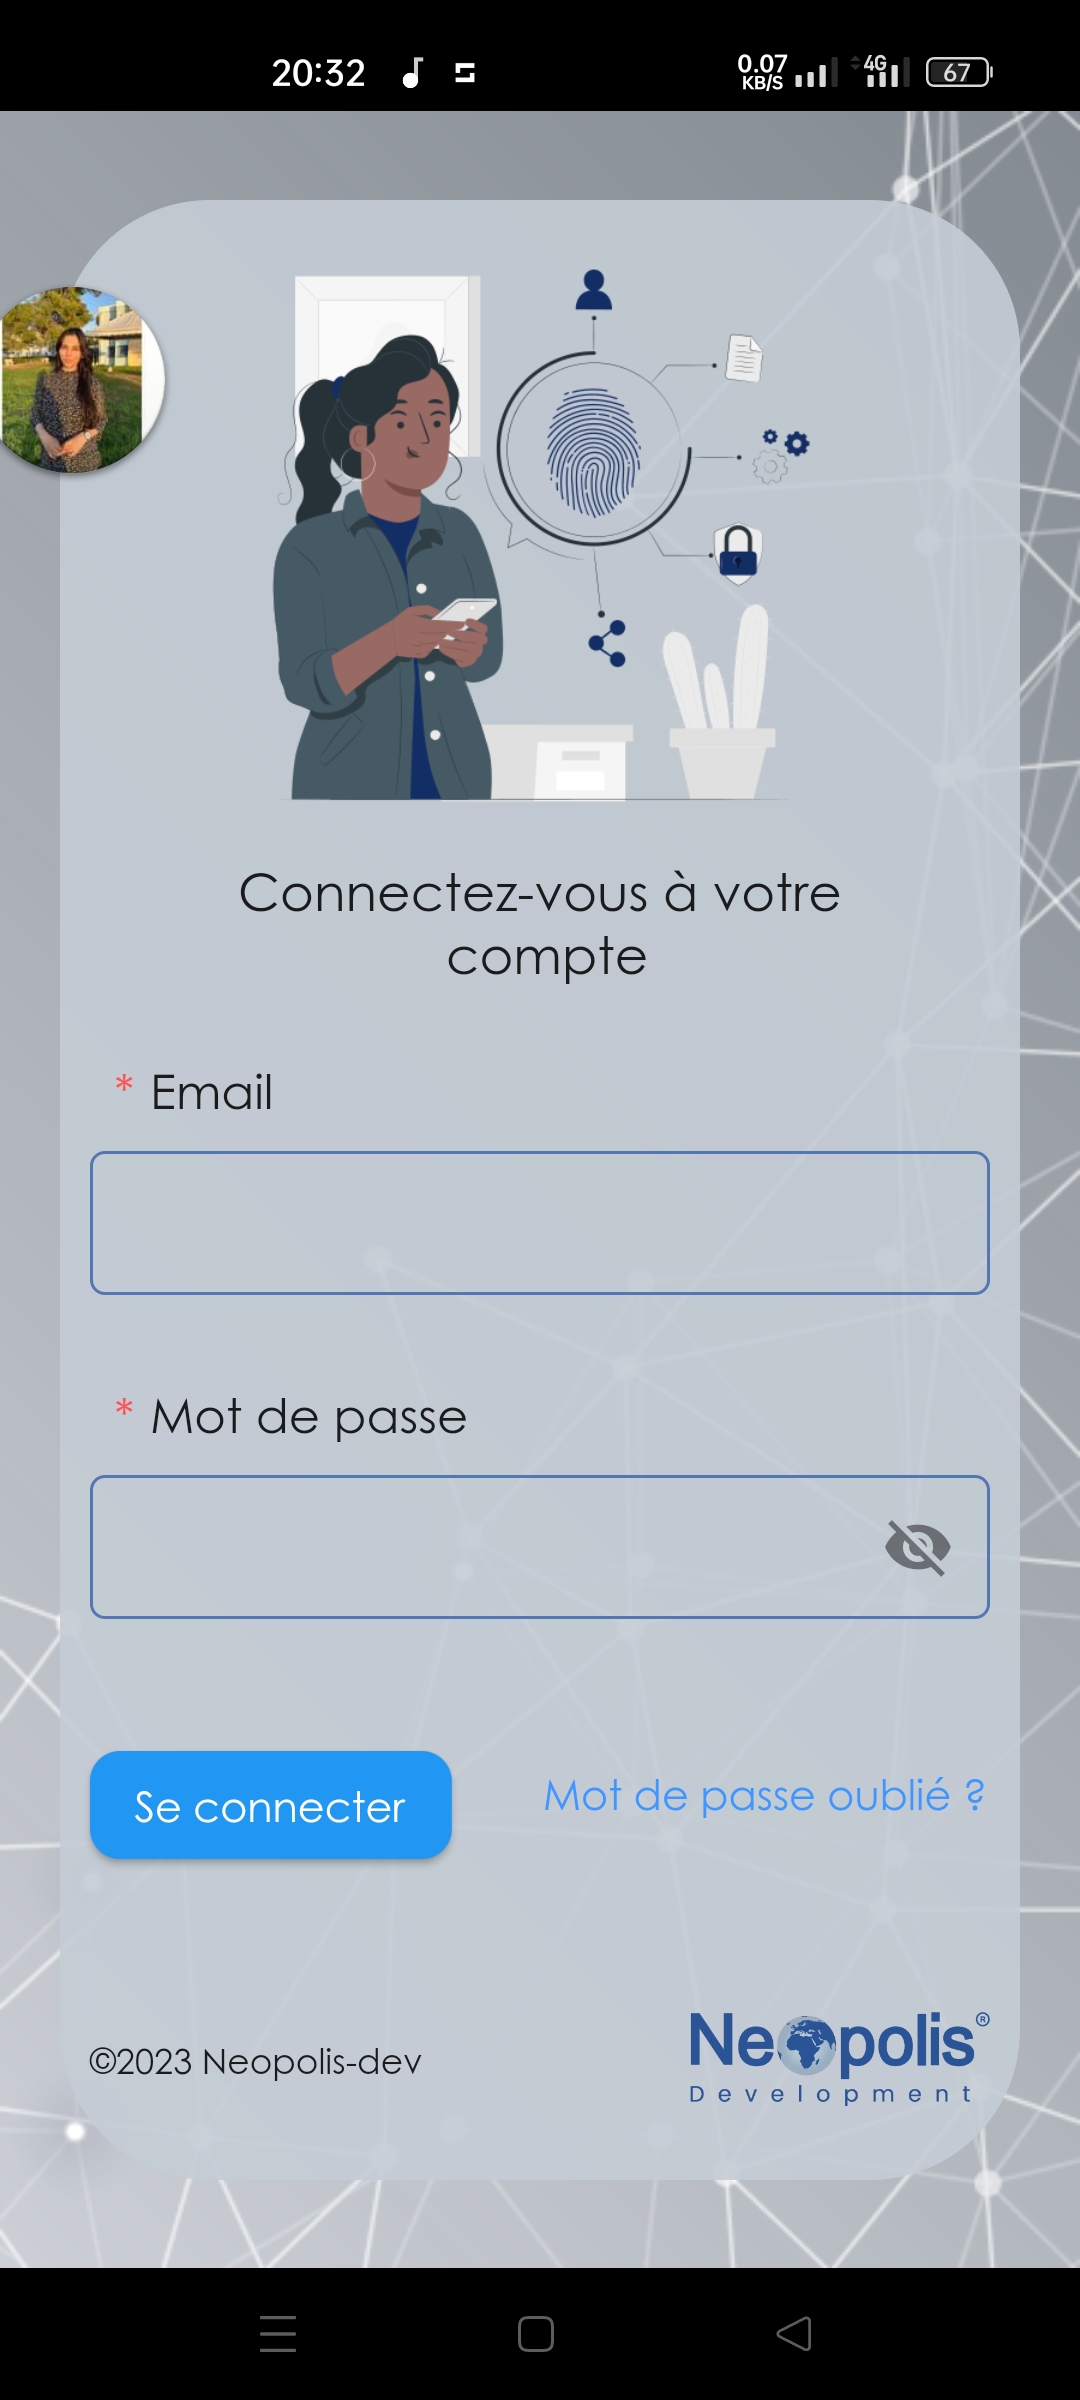 20:32
0.07
KB/S
4G
67
Connectez-vous à votre
compte
* Email
* Mot de passe
Se connecter
Mot de passe oublié ?
©2023 Neopolis-dev
Neopolis®
Development